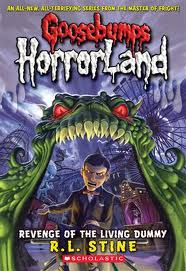 AN ALL-NEW, ALL-TERRIFYING SERIES FROM THE MASTER OF FRIGHT!
Goosebumps
HorrorLand
REVENGE OF THE LIVING DUMMY
R.L. STINE
SCHOLASTIC